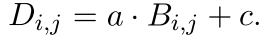 D_{i,j} = a · B_{i,j} + c.